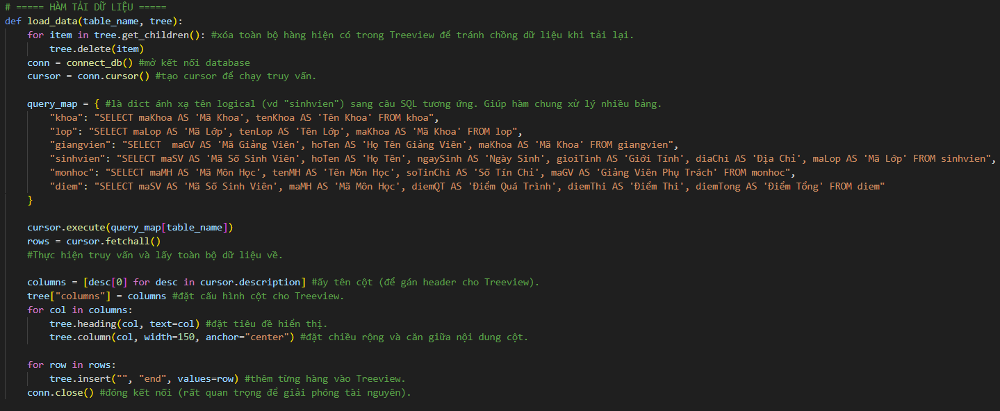 # ===== HÀM TẢI DỮ LIỆU =====
def load_data(table_name, tree):
    for item in tree.get_children(): #xóa toàn bộ hàng hiện có trong Treeview để tránh chồng dữ liệu khi tải lại.
        tree.delete(item)
    conn = connect_db() #mở kết nối database
    cursor = conn.cursor() #tạo cursor để chạy truy vấn.

    query_map = { #là dict ánh xạ tên logical (vd "sinhvien") sang câu SQL tương ứng. Giúp hàm chung xử lý nhiều bảng.
        "khoa": "SELECT maKhoa AS 'Mã Khoa', tenKhoa AS 'Tên Khoa' FROM khoa",
        "lop": "SELECT maLop AS 'Mã Lớp', tenLop AS 'Tên Lớp', maKhoa AS 'Mã Khoa' FROM lop",
        "giangvien": "SELECT  maGV AS 'Mã Giảng Viên', hoTen AS 'Họ Tên Giảng Viên', maKhoa AS 'Mã Khoa' FROM giangvien",
        "sinhvien": "SELECT maSV AS 'Mã Số Sinh Viên', hoTen AS 'Họ Tên', ngaySinh AS 'Ngày Sinh', gioiTinh AS 'Giới Tính', diaChi AS 'Địa Chỉ', maLop AS 'Mã Lớp' FROM sinhvien",
        "monhoc": "SELECT maMH AS 'Mã Môn Học', tenMH AS 'Tên Môn Học', soTinChi AS 'Số Tín Chỉ', maGV AS 'Giảng Viên Phụ Trách' FROM monhoc",
        "diem": "SELECT maSV AS 'Mã Số Sinh Viên', maMH AS 'Mã Môn Học', diemQT AS 'Điểm Quá Trình', diemThi AS 'Điểm Thi', diemTong AS 'Điểm Tổng' FROM diem"
    }

    cursor.execute(query_map[table_name])
    rows = cursor.fetchall()
    #Thực hiện truy vấn và lấy toàn bộ dữ liệu về.

    columns = [desc[0] for desc in cursor.description] #ấy tên cột (để gán header cho Treeview).
    tree["columns"] = columns #đặt cấu hình cột cho Treeview.
    for col in columns:
        tree.heading(col, text=col) #đặt tiêu đề hiển thị.
        tree.column(col, width=150, anchor="center") #đặt chiều rộng và căn giữa nội dung cột.

    for row in rows:
        tree.insert("", "end", values=row) #thêm từng hàng vào Treeview.
    conn.close() #đóng kết nối (rất quan trọng để giải phóng tài nguyên).